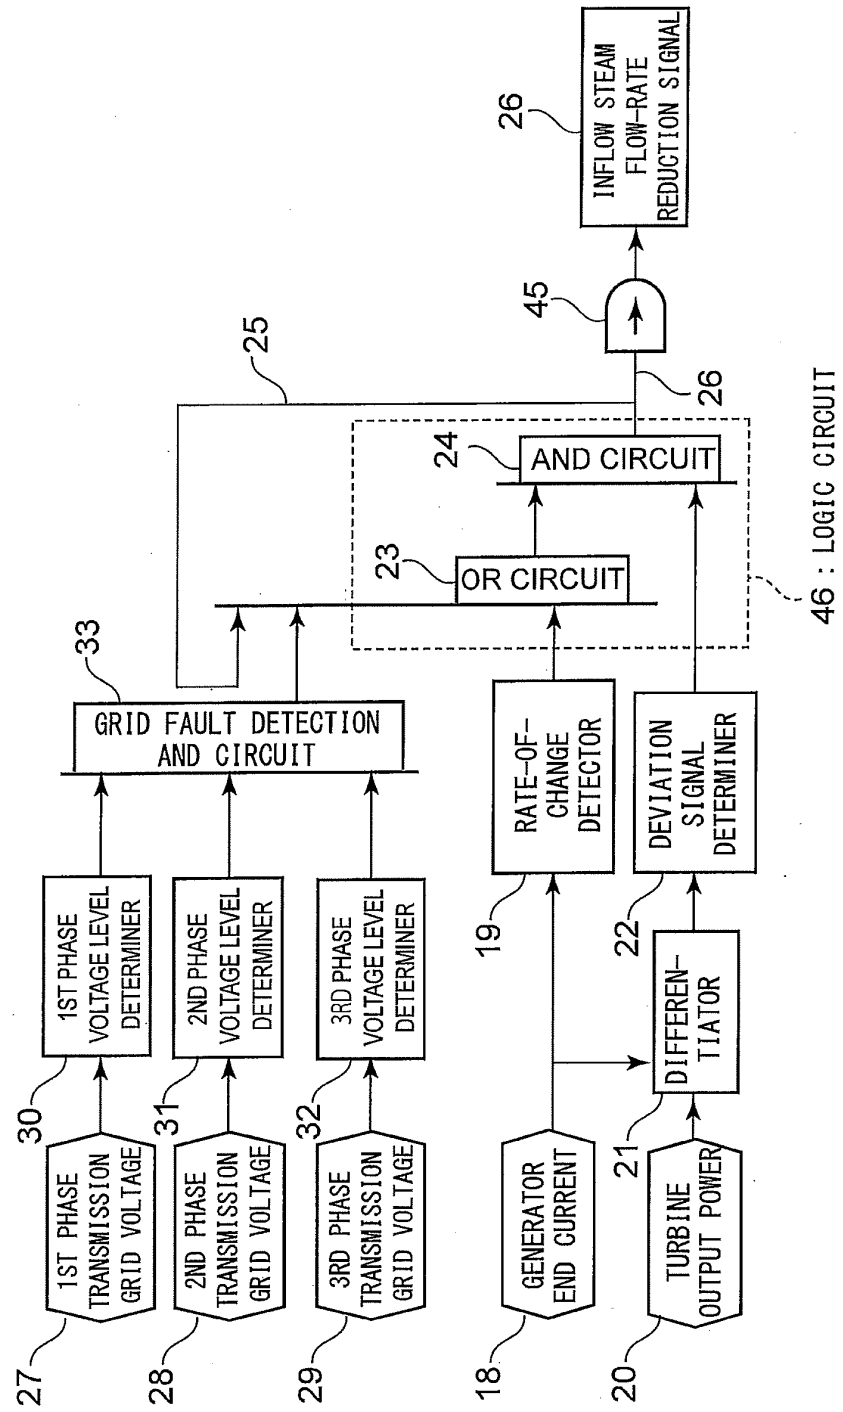 27
1ST PHASE
TRANSMISSION
GRID VOLTAGE
30
1ST PHASE
VOLTAGE LEVEL
DETERMINER
28
2ND PHASE
TRANSMISSION
GRID VOLTAGE
31
2ND PHASE
VOLTAGE LEVEL
DETERMINER
29
3RD PHASE
TRANSMISSION
GRID VOLTAGE
32
3RD PHASE
VOLTAGE LEVEL
DETERMINER
33
GRID FAULT DETECTION
AND CIRCUIT
25
18
GENERATOR
END CURRENT
19
RATE-OF-
CHANGE
DETECTOR
20
TURBINE
OUTPUT POWER
21
DIFFEREN-
TIATOR
22
DEVIATION
SIGNAL
DETERMINER
23
OR CIRCUIT
24
AND CIRCUIT
26
45
26
INFLOW STEAM
FLOW-RATE
REDUCTION SIGNAL
46 : LOGIC CIRCUIT